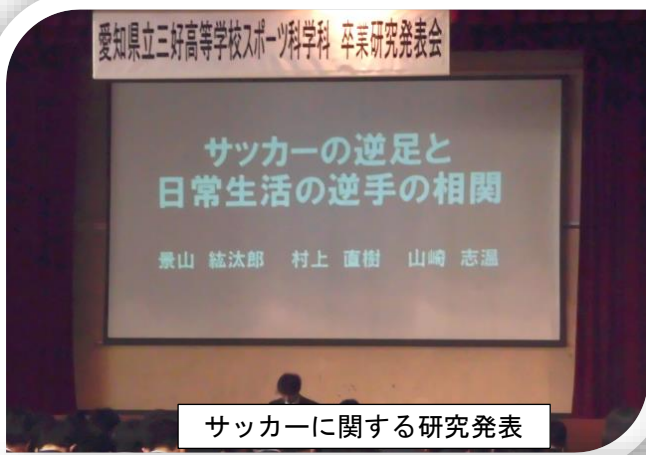 愛知県立三好高等学校スポーツ科学科 卒業研究発表会
サッカーの逆足と
日常生活の逆手の相関
景山 紘汰郎 村上 直樹 山崎 志温
サッカーに関する研究発表